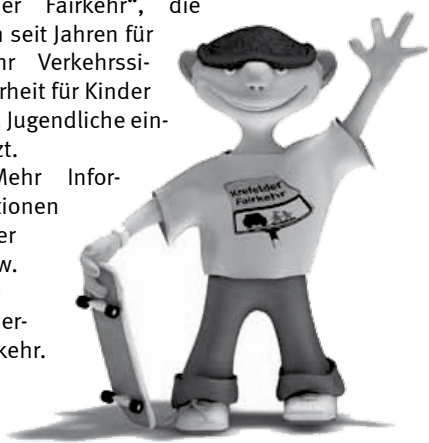 er Fairkehr“, die
seit Jahren für
hr Verkehrssi-
rheit für Kinder
Jugendliche ein-
zt.
Mehr Infor-
tionen
er
w.
er-
kehr.
Krefelder
Fairkehr